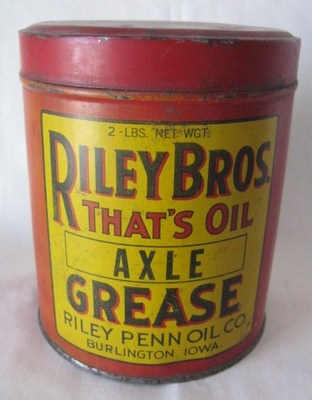 2-LBS. NET WGT.
RILEY BROS.
THAT'S OIL
AXLE
GREASE
RILEY PENN OIL CO,
BURLINGTON, IOWA.